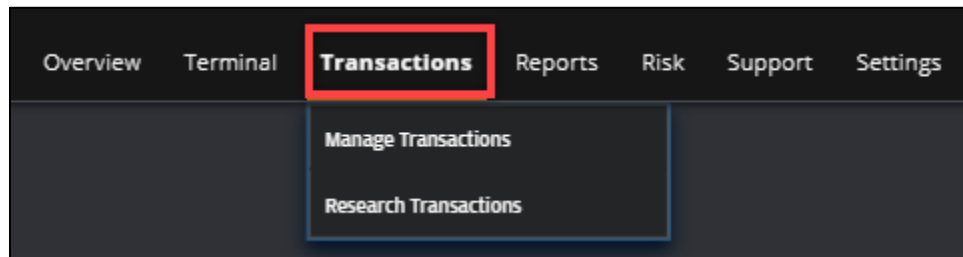 Overview Terminal Transactions Reports Risk Support Settings
Manage Transactions
Research Transactions